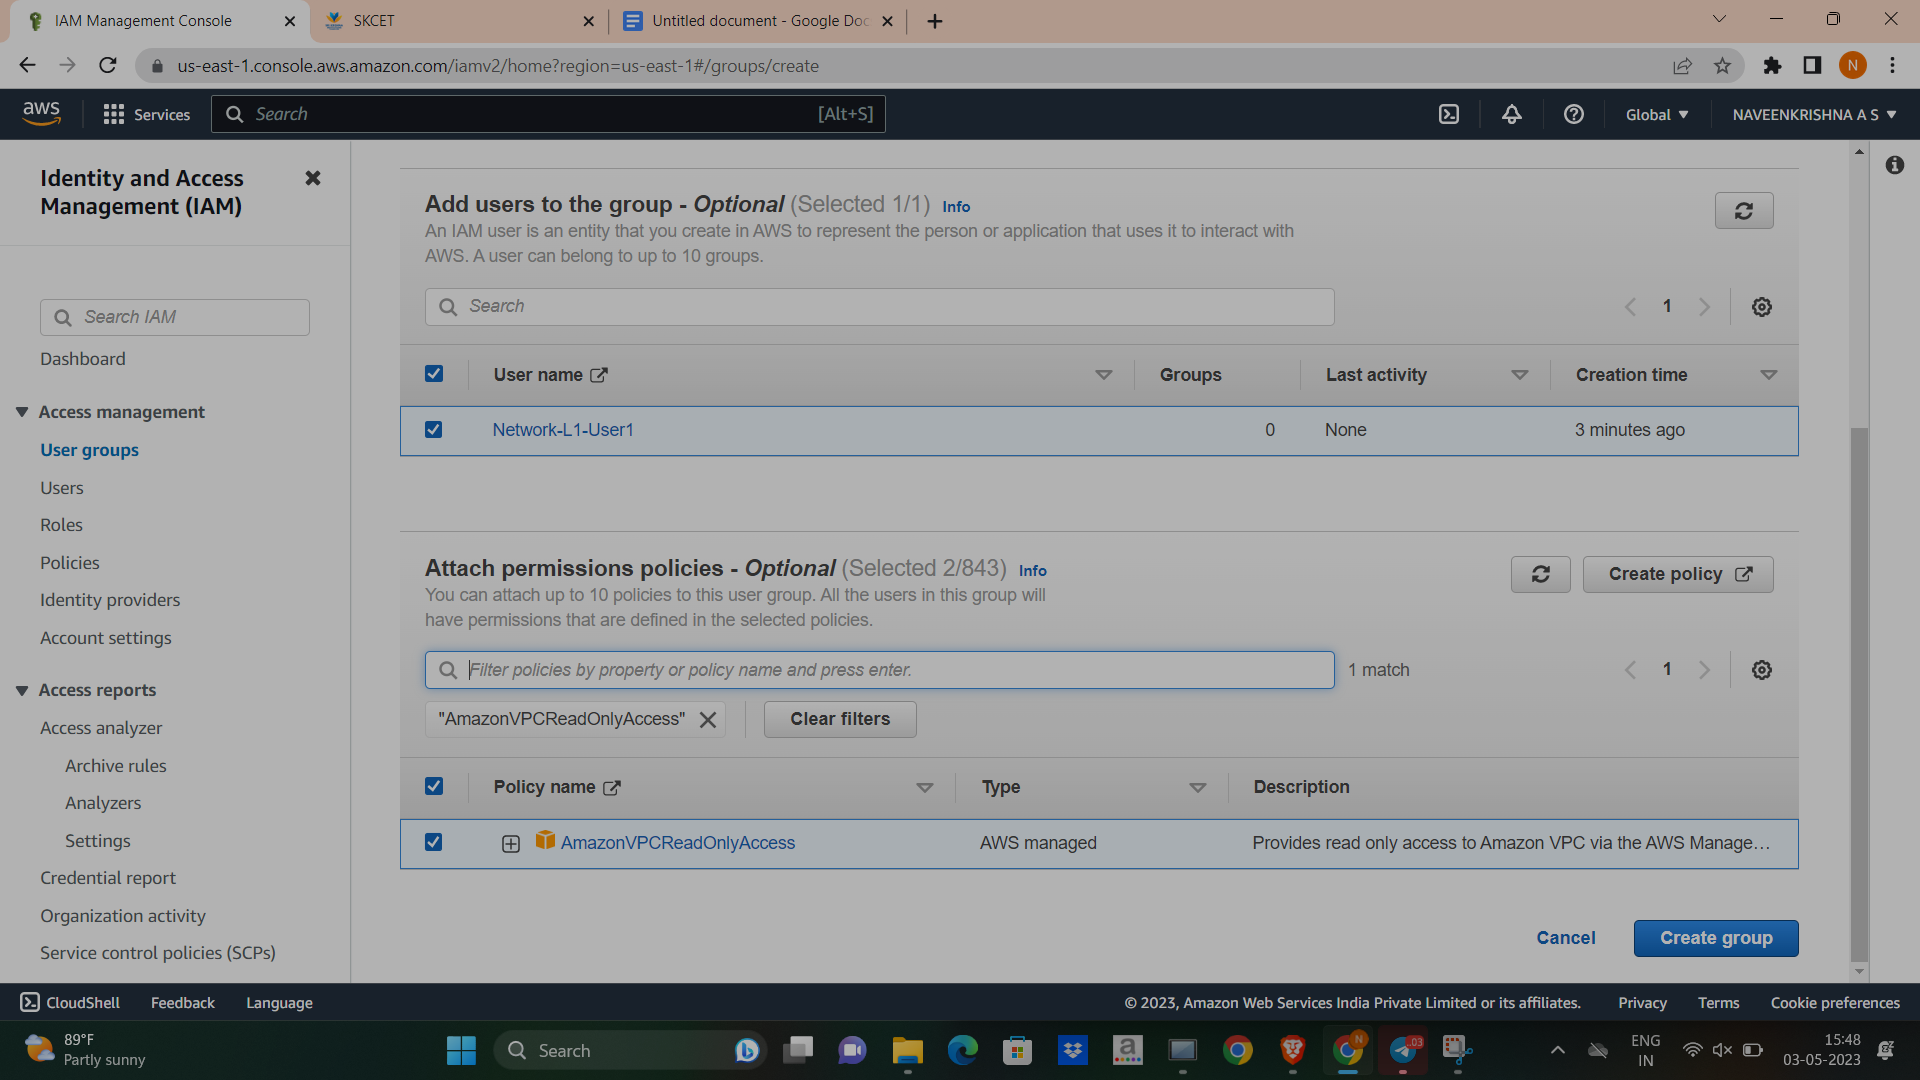 IAM Management Console
SKCET
Untitled document - Google Doc
us-east-1.console.aws.amazon.com/iamv2/home?region=us-east-1#/groups/create
N
aws
Services
Search
[Alt+S]
Global
NAVEENKRISHNA A S
Identity and Access
Management (IAM)
Search IAM
Dashboard
Access management
User groups
Users
Roles
Policies
Identity providers
Account settings
Access reports
Access analyzer
Archive rules
Analyzers
Settings
Credential report
Organization activity
Service control policies (SCPs)
Add users to the group - Optional (Selected 1/1) Info
An IAM user is an entity that you create in AWS to represent the person or application that uses it to interact with
AWS. A user can belong to up to 10 groups.
Search
1
User name
Groups
Last activity
Creation time
Network-L1-User1
0
None
3 minutes ago
Attach permissions policies - Optional (Selected 2/843) Info
You can attach up to 10 policies to this user group. All the users in this group will
have permissions that are defined in the selected policies.
Create policy
Filter policies by property or policy name and press enter.
1 match
1
"AmazonVPCReadOnlyAccess"
Clear filters
Policy name
Type
Description
AmazonVPCReadOnlyAccess
AWS managed
Provides read only access to Amazon VPC via the AWS Manage...
Cancel
Create group
CloudShell
Feedback
Language
© 2023, Amazon Web Services India Private Limited or its affiliates.
Privacy
Terms
Cookie preferences
89°F
Partly sunny
Search
a
N
.03
ENG
IN
15:48
03-05-2023